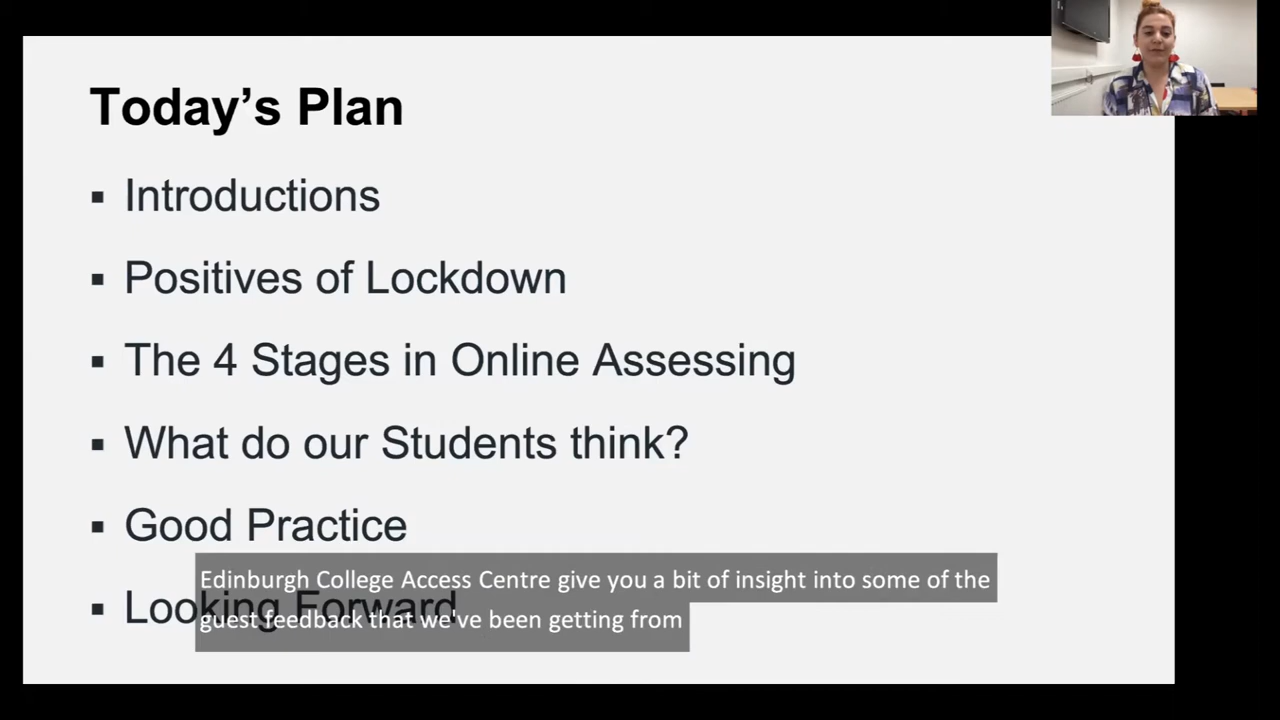 Today’s Plan
▪ Introductions
▪ Positives of Lockdown
▪ The 4 Stages in Online Assessing
▪ What do our Students think?
▪ Good Practice
Edinburgh College Access Centre give you a bit of insight into some of the
▪ Looking Forward
guest feedback that we've been getting from